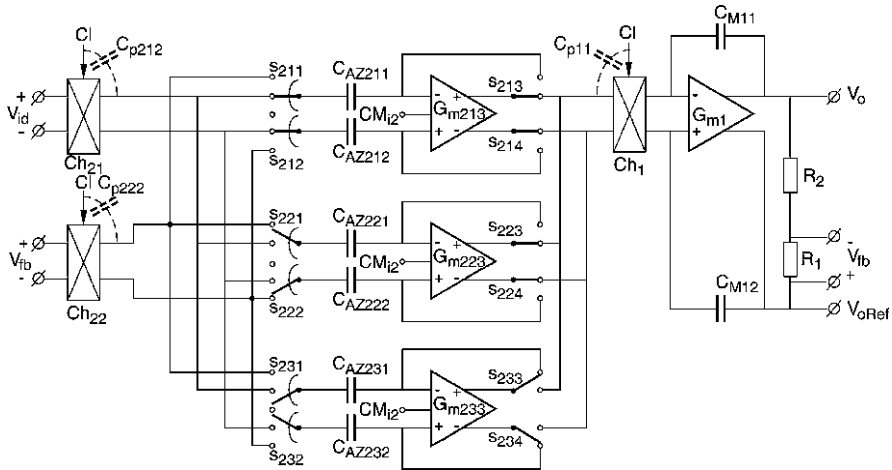 Cl
Cp212
+
Vid
-
Ch21
Cl
Cp222
+
Vfb
-
Ch22
S211
S212
CAZ211
CMi2
CAZ212
- +
Gm213
+ -
S213
S214
S221
S222
CAZ221
CMi2
CAZ222
- +
Gm223
+ -
S223
S224
S231
S232
CAZ231
CMi2
CAZ232
- +
Gm233
+ -
S233
S234
Cp11
Cl
Ch1
CM11
-
Gm1
+
CM12
Vo
R2
R1
-
Vfb
+
VoRef